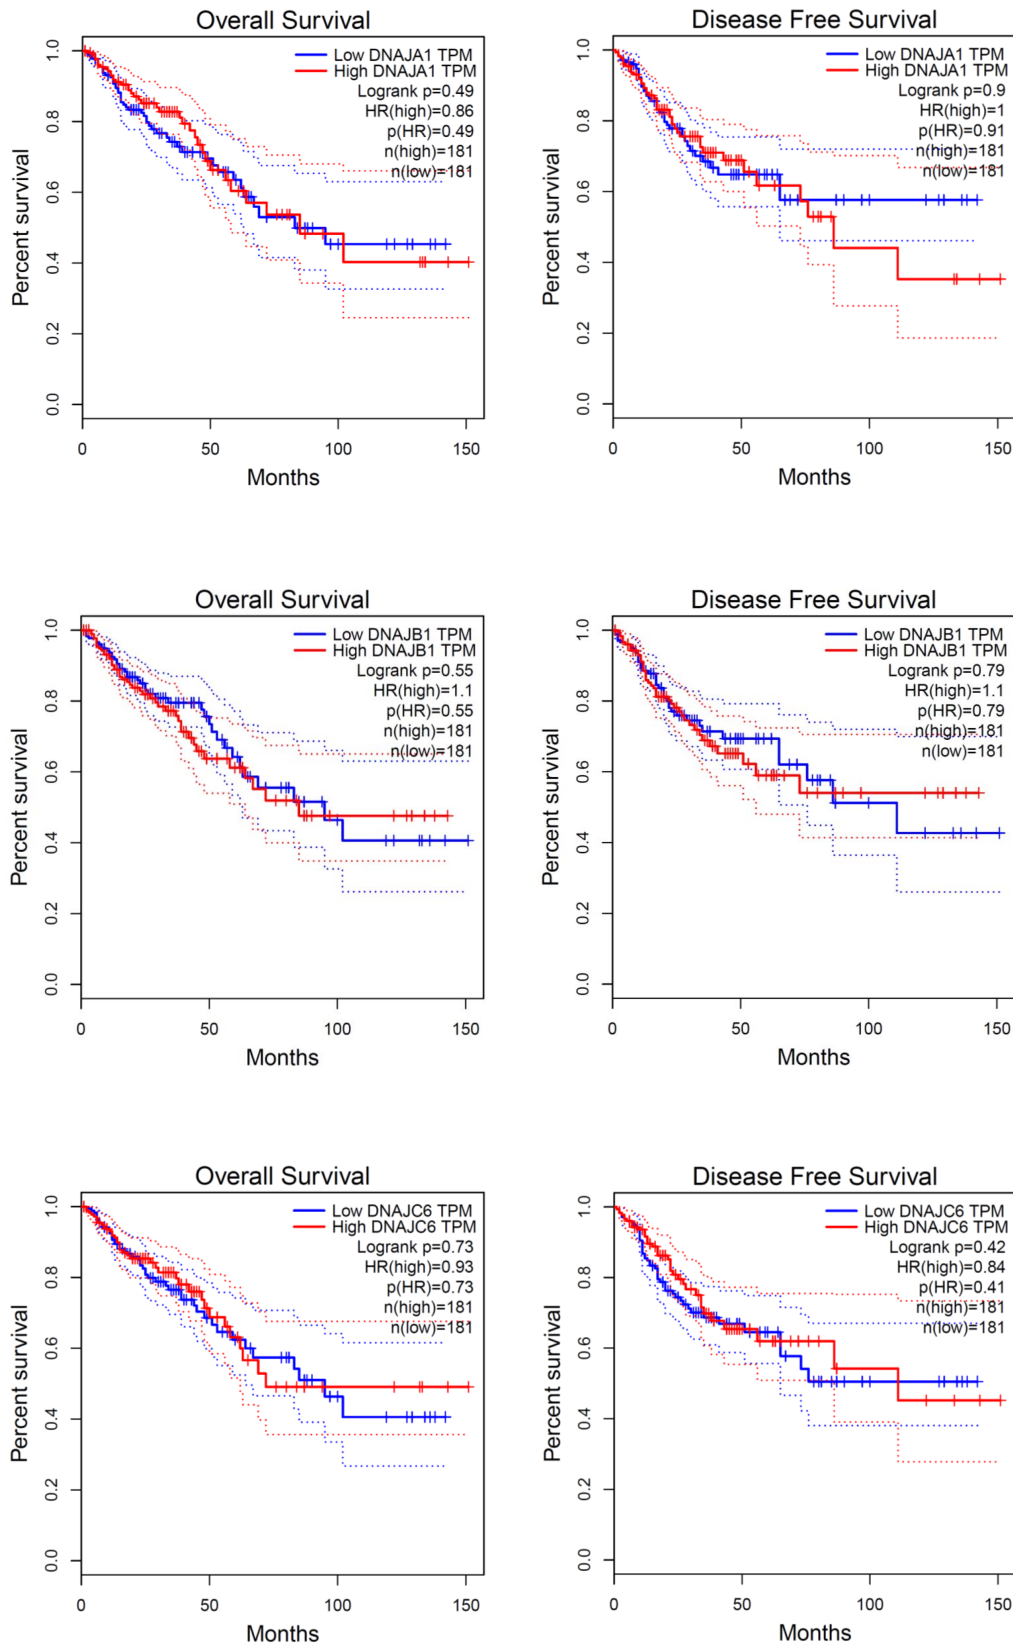 Overall Survival
Percent survival
1.0
0.8
0.6
0.4
0.2
0.0
Low DNAJA1 TPM
High DNAJA1 TPM
Logrank p=0.49
HR(high)=0.86
p(HR)=0.49
n(high)=181
n(low)=181
0 50 100 150
Months
Disease Free Survival
Percent survival
1.0
0.8
0.6
0.4
0.2
0.0
Low DNAJA1 TPM
High DNAJA1 TPM
Logrank p=0.9
HR(high)=1
p(HR)=0.91
n(high)=181
n(low)=181
0 50 100 150
Months
Overall Survival
Percent survival
1.0
0.8
0.6
0.4
0.2
0.0
Low DNAJB1 TPM
High DNAJB1 TPM
Logrank p=0.55
HR(high)=1.1
p(HR)=0.55
n(high)=181
n(low)=181
0 50 100 150
Months
Disease Free Survival
Percent survival
1.0
0.8
0.6
0.4
0.2
0.0
Low DNAJB1 TPM
High DNAJB1 TPM
Logrank p=0.79
HR(high)=1.1
p(HR)=0.79
n(high)=181
n(low)=181
0 50 100 150
Months
Overall Survival
Percent survival
1.0
0.8
0.6
0.4
0.2
0.0
Low DNAJC6 TPM
High DNAJC6 TPM
Logrank p=0.73
HR(high)=0.93
p(HR)=0.73
n(high)=181
n(low)=181
0 50 100 150
Months
Disease Free Survival
Percent survival
1.0
0.8
0.6
0.4
0.2
0.0
Low DNAJC6 TPM
High DNAJC6 TPM
Logrank p=0.42
HR(high)=0.84
p(HR)=0.41
n(high)=181
n(low)=181
0 50 100 150
Months